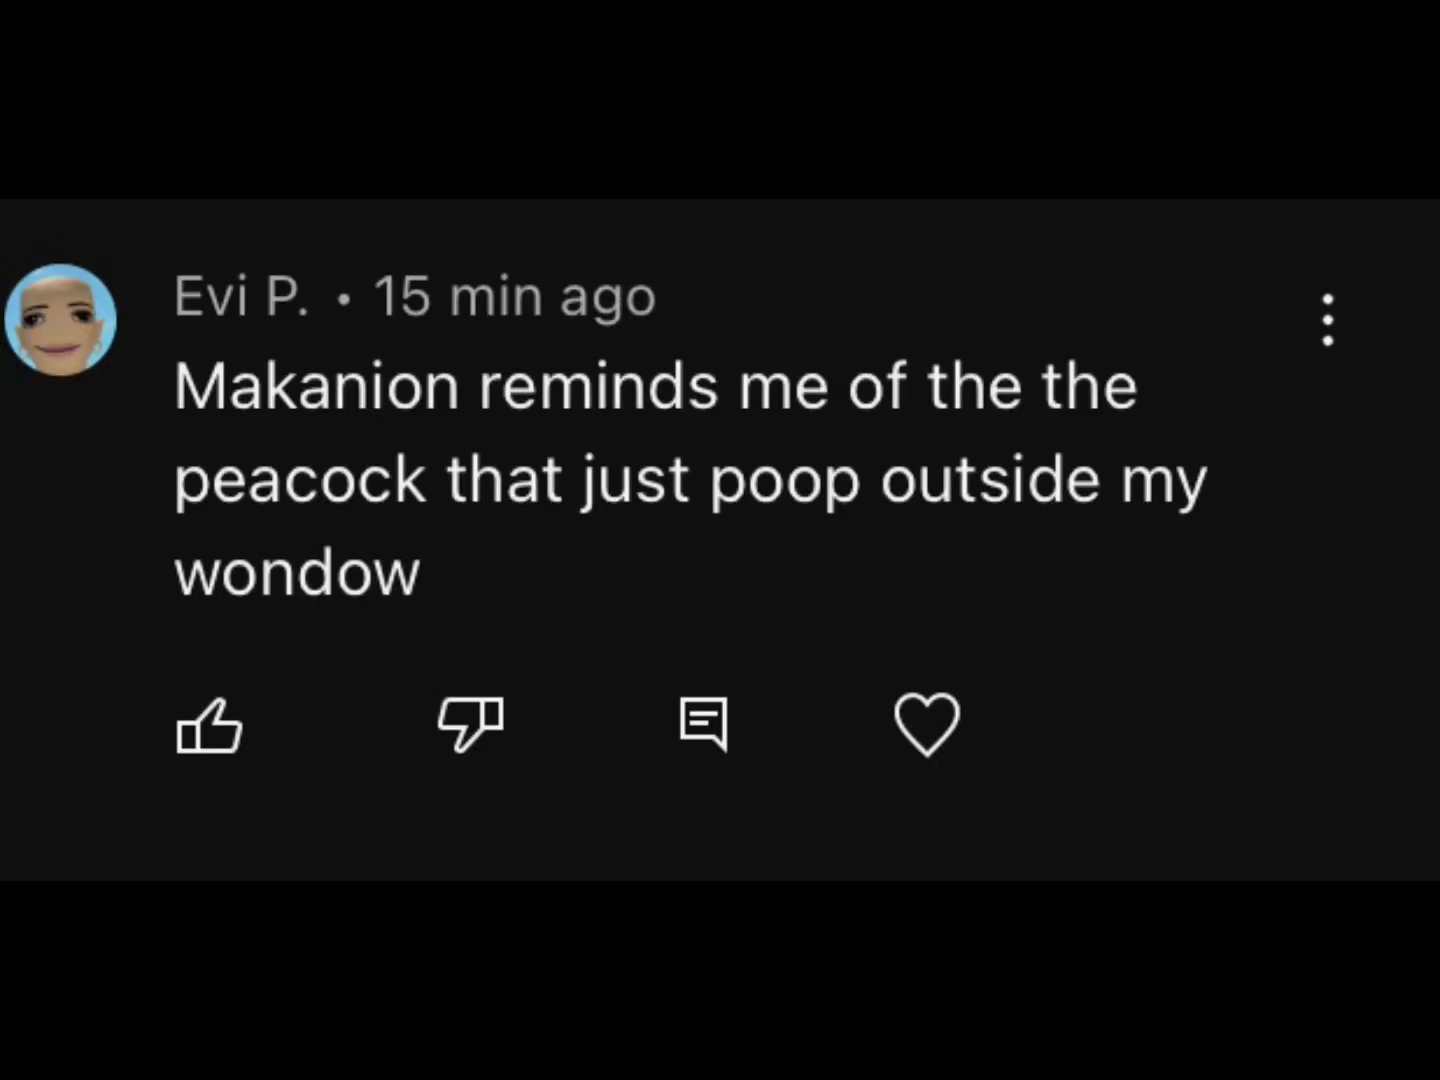 Evi P. • 15 min ago
Makanion reminds me of the the
peacock that just poop outside my
wondow